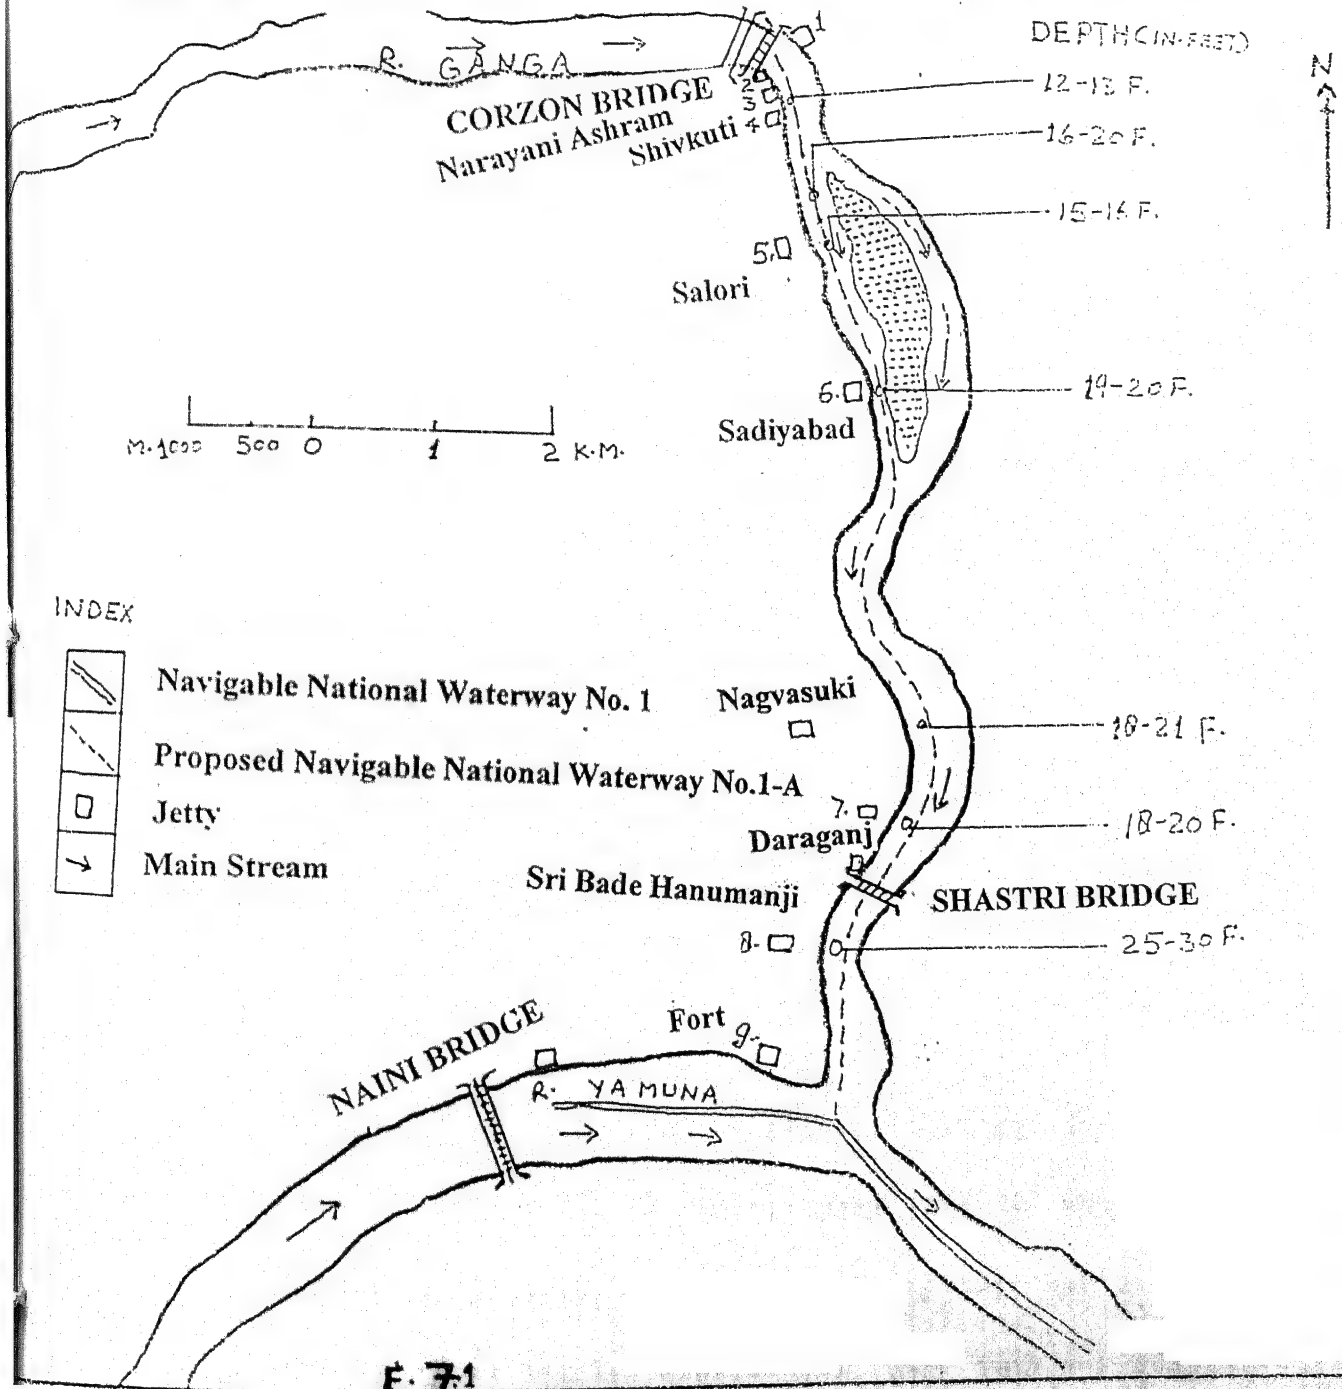 DEPTH(IN-FEET)
N
1
R. GANGA
CORZON BRIDGE
2
3
Narayani Ashram
Shivkuti 4
12-13 F.
16-20 F.
15-16 F.
5.
Salori
6.
19-20 F.
Sadiyabad
M.1000 500 0 1 2 K.M.
INDEX
Navigable National Waterway No. 1
Nagvasuki
18-21 F.
Proposed Navigable National Waterway No.1-A
7.
Jetty
Daraganj
18-20 F.
Main Stream
Sri Bade Hanumanji
SHASTRI BRIDGE
8.
25-30 F.
NAINI BRIDGE
Fort 9.
R. YAMUNA
F. 7.1